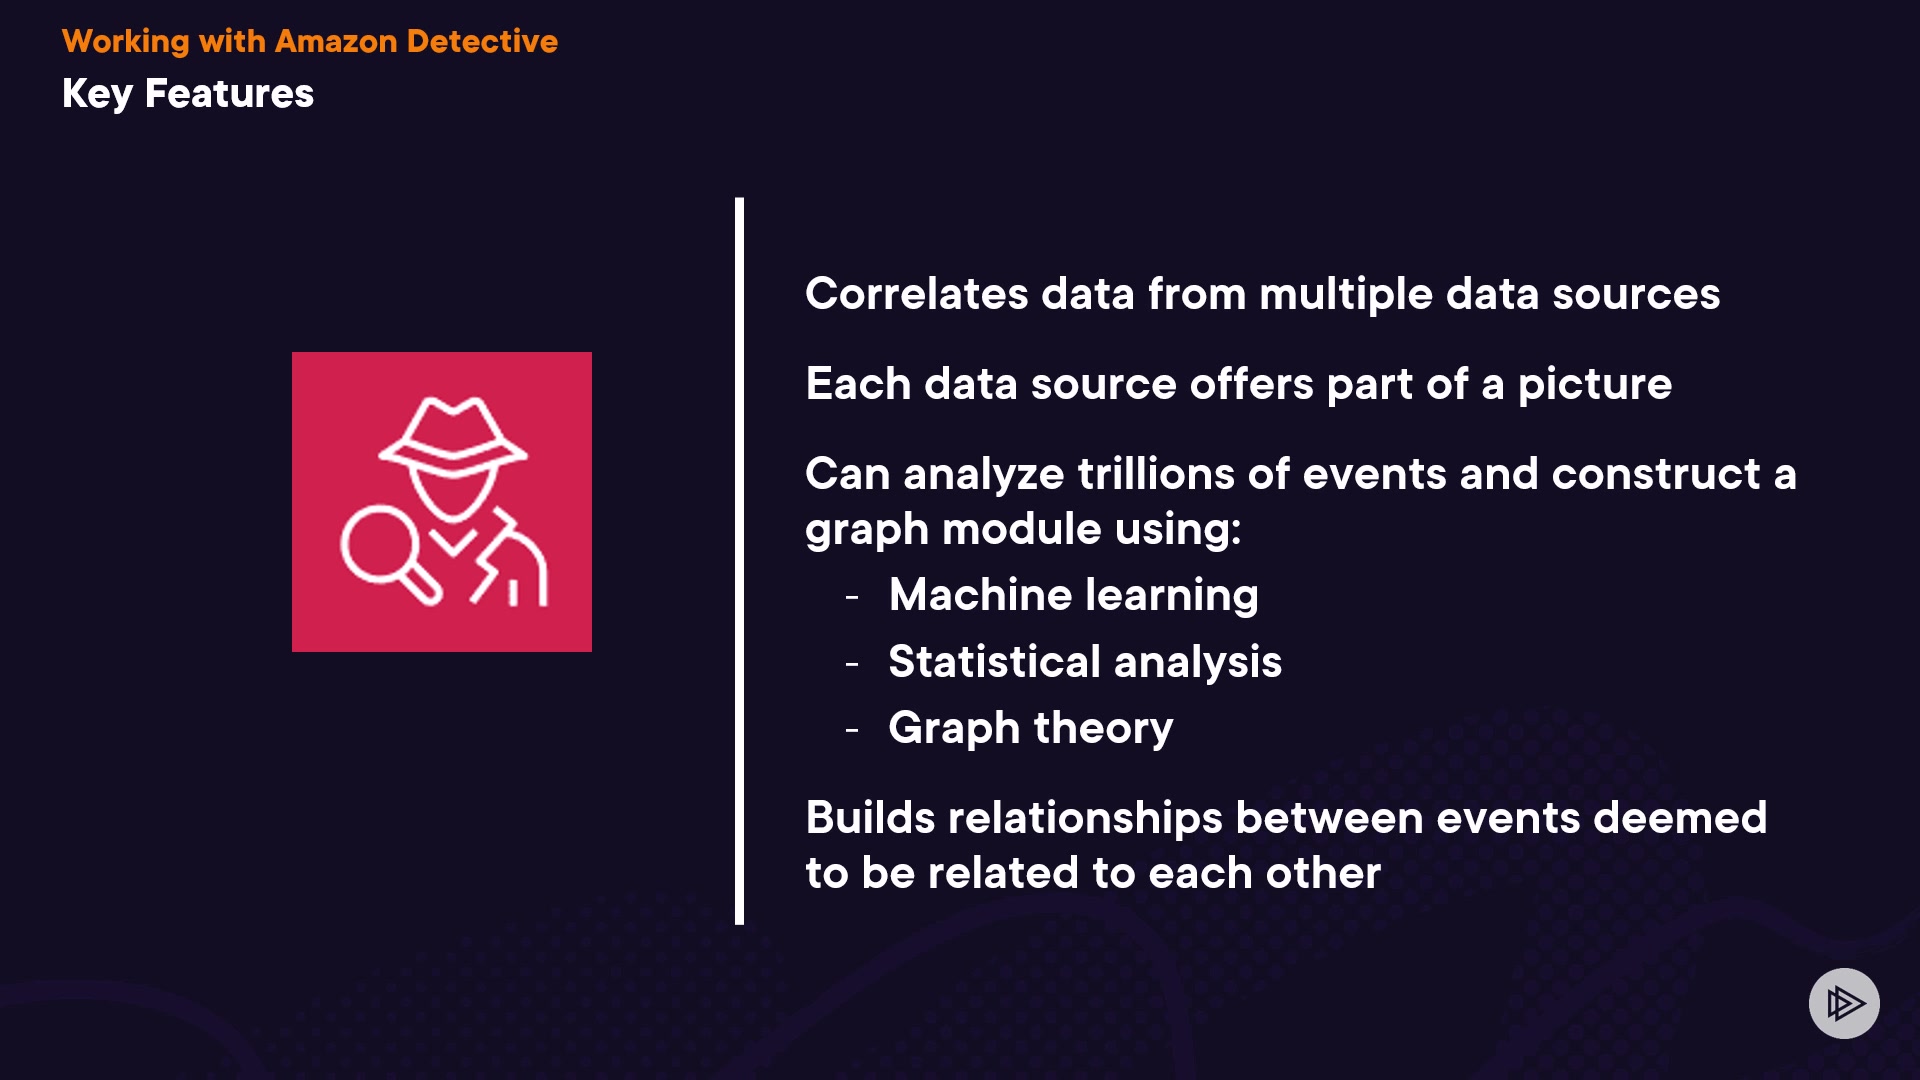 Working with Amazon Detective
Key Features
Correlates data from multiple data sources
Each data source offers part of a picture
Can analyze trillions of events and construct a
graph module using:
- Machine learning
- Statistical analysis
- Graph theory
Builds relationships between events deemed
to be related to each other